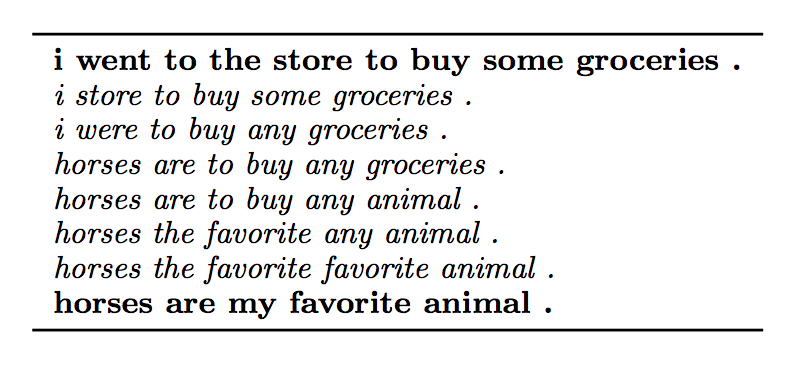 i went to the store to buy some groceries .
i store to buy some groceries .
i were to buy any groceries .
horses are to buy any groceries .
horses are to buy any animal .
horses the favorite any animal .
horses the favorite favorite animal .
horses are my favorite animal .